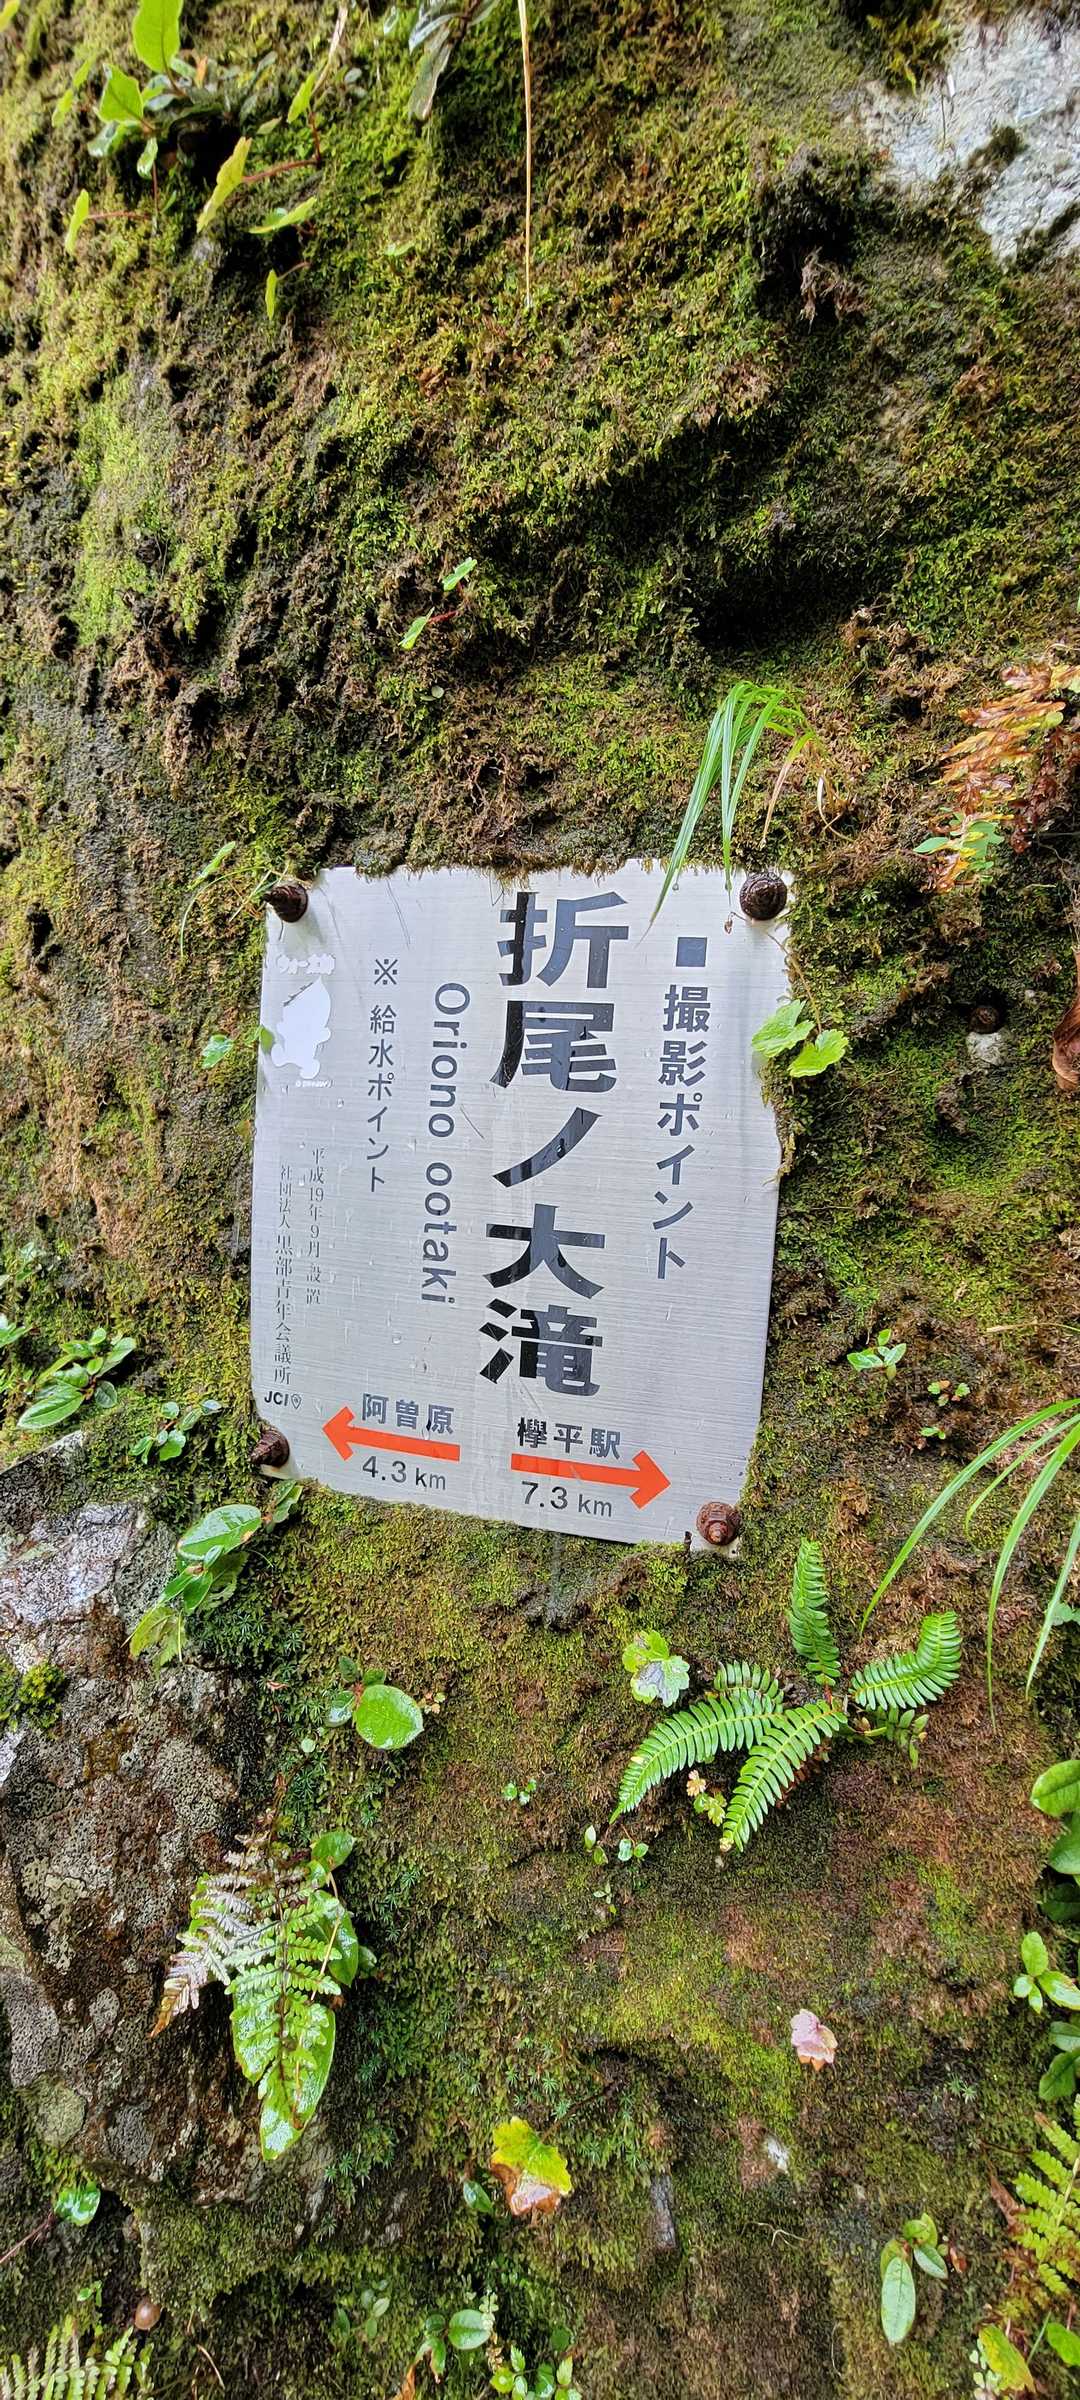 ■撮影ポイント
折尾ノ大滝
Oriono ootaki
※ 給水ポイント
平成19年9月 設置
社団法人 黒部青年会議所
JCI
阿曽原
4.3 km
欅平駅
7.3 km